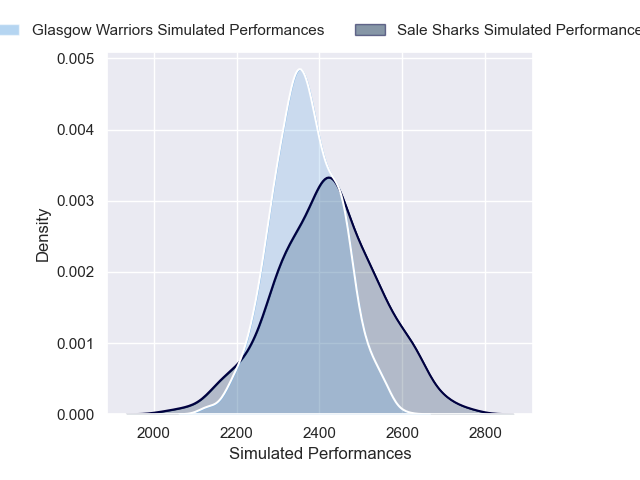 Glasgow Warriors Simulated Performances Sale Sharks Simulated Performance
0.005
0.004
0.003
0.002
0.001
0.000
Density
2000 2200 2400 2600 2800
Simulated Performances